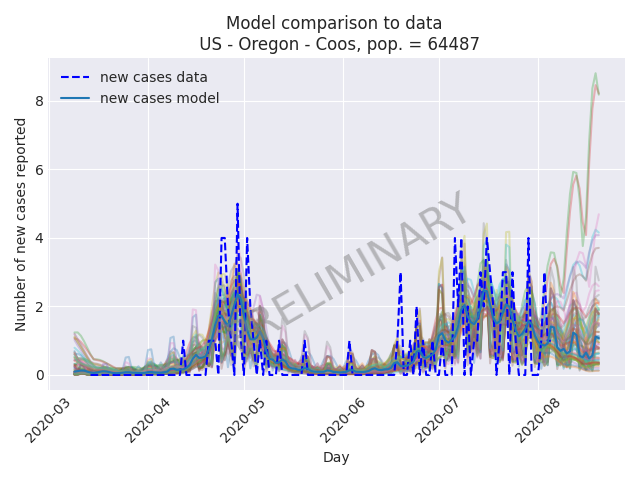 Model comparison to data
US - Oregon - Coos, pop. = 64487
new cases data
new cases model
PRELIMINARY
Number of new cases reported
8
6
4
2
0
2020-03
2020-04
2020-05
2020-06
2020-07
2020-08
Day